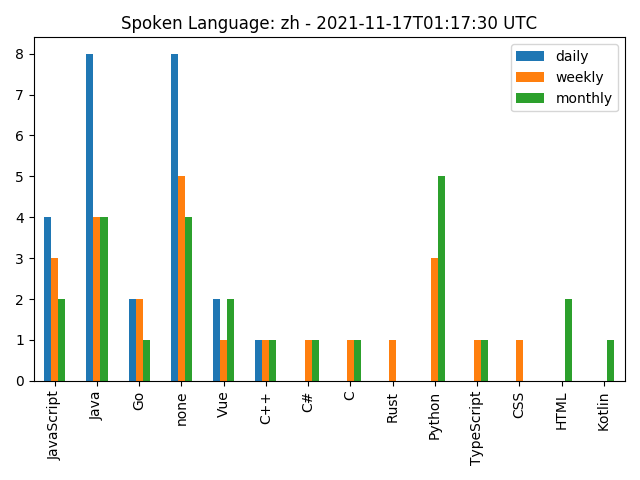 Spoken Language: zh - 2021-11-17T01:17:30 UTC
daily
weekly
monthly
8
7
6
5
4
3
2
1
0
JavaScript
Java
Go
none
Vue
C++
C#
C
Rust
Python
TypeScript
CSS
HTML
Kotlin